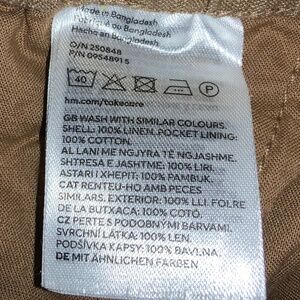 Made in Bangladesh
Fabriqué au Bangladesh
Hecho en Bangladesh
O/N 250848
P/N 09548915
40 P
hm.com/takecare
GB WASH WITH SIMILAR COLOURS.
SHELL: 100% LINEN. POCKET LINING:
100% COTTON.
AL LANI ME NGJYRA TË NGJASHME.
SHTRESA E JASHTME: 100% LIRI.
ASTARI I XHEPIT: 100% PAMBUK.
CAT RENTEU-HO AMB PECES
SIMILARS. EXTERIOR: 100% LLI. FOLRE
DE LA BUTXACA: 100% COTÓ.
CZ PERTE S PODOBNÝMI BARVAMI.
SVRCHNÍ LÁTKA: 100% LEN.
PODŠÍVKA KAPSY: 100% BAVLNA.
DE MIT ÄHNLICHEN FARBEN